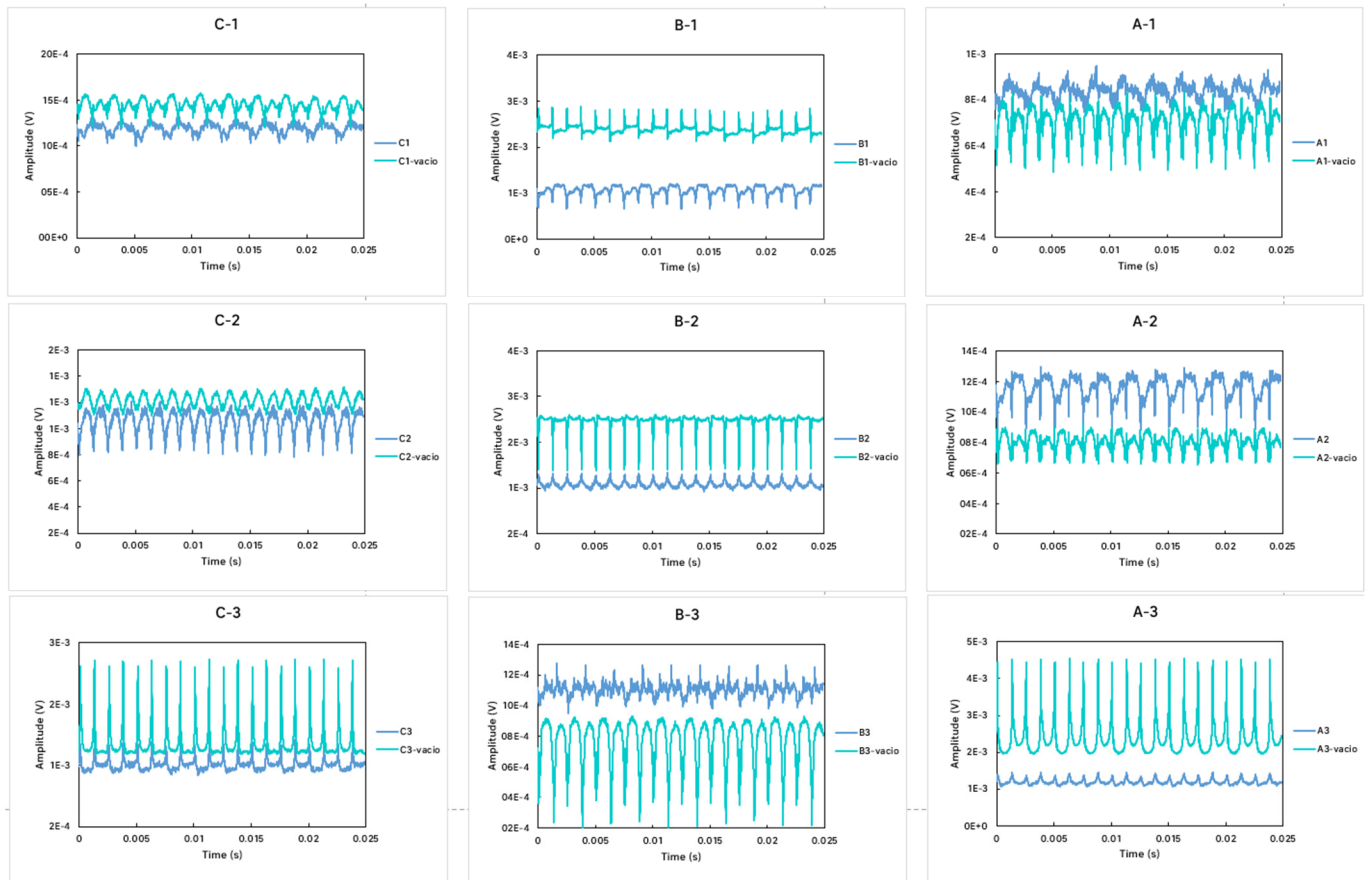 C-1
20E-4
15E-4
10E-4
05E-4
00E+0
Amplitude (V)
0 0.005 0.01 0.015 0.02 0.025
Time (s)
C1
C1-vacio
B-1
4E-3
3E-3
2E-3
1E-3
0E+0
Amplitude (V)
0 0.005 0.01 0.015 0.02 0.025
Time (s)
B1
B1-vacio
A-1
1E-3
8E-4
6E-4
4E-4
2E-4
Amplitude (V)
0 0.005 0.01 0.015 0.02 0.025
Time (s)
A1
A1-vacio
C-2
2E-3
1E-3
1E-3
1E-3
8E-4
6E-4
4E-4
2E-4
Amplitude (V)
0 0.005 0.01 0.015 0.02 0.025
Time (s)
C2
C2-vacio
B-2
4E-3
3E-3
2E-3
1E-3
2E-4
Amplitude (V)
0 0.005 0.01 0.015 0.02 0.025
Time (s)
B2
B2-vacio
A-2
14E-4
12E-4
10E-4
08E-4
06E-4
04E-4
02E-4
Amplitude (V)
0 0.005 0.01 0.015 0.02 0.025
Time (s)
A2
A2-vacio
C-3
3E-3
2E-3
1E-3
2E-4
Amplitude (V)
0 0.005 0.01 0.015 0.02 0.025
Time (s)
C3
C3-vacio
B-3
14E-4
12E-4
10E-4
08E-4
06E-4
04E-4
02E-4
Amplitude (V)
0 0.005 0.01 0.015 0.02 0.025
Time (s)
B3
B3-vacio
A-3
5E-3
4E-3
3E-3
2E-3
1E-3
0E+0
Amplitude (V)
0 0.005 0.01 0.015 0.02 0.025
Time (s)
A3
A3-vacio